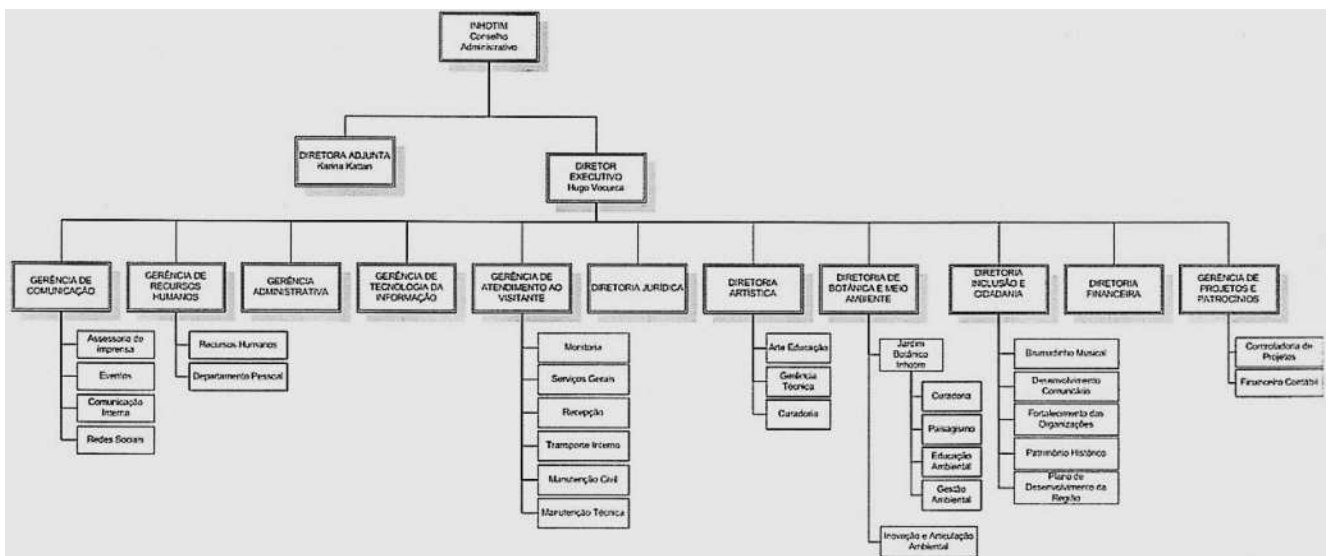 INHOTIM
Conselho
Administrativo
DIRETORA ADJUNTA
Karina Kattan
DIRETOR
EXECUTIVO
Hugo Vocurca
GERÊNCIA DE
COMUNICAÇÃO
GERÊNCIA DE
RECURSOS
HUMANOS
GERÊNCIA
ADMINISTRATIVA
GERÊNCIA DE
TECNOLOGIA DA
INFORMAÇÃO
GERÊNCIA DE
ATENDIMENTO AO
VISITANTE
DIRETORIA JURÍDICA
DIRETORIA
ARTÍSTICA
DIRETORIA DE
BOTÂNICA E MEIO
AMBIENTE
DIRETORIA
INCLUSÃO E
CIDADANIA
DIRETORIA
FINANCEIRA
GERÊNCIA DE
PROJETOS E
PATROCÍNIOS
Assessoria de
Imprensa
Eventos
Comunicação
Interna
Redes Sociais
Recursos Humanos
Departamento Pessoal
Monitoria
Serviços Gerais
Recepção
Transporte Interno
Manutenção Civil
Manutenção Técnica
Arte Educação
Gerência
Técnica
Curadoria
Jardim
Botânico
Inhotim
Curadoria
Paisagismo
Educação
Ambiental
Gestão
Ambiental
Inovação e Articulação
Ambiental
Brumadinho Musical
Desenvolvimento
Comunitário
Fortalecimento das
Organizações
Patrimônio Histórico
Plano de
Desenvolvimento da
Região
Controladoria de
Projetos
Financeira Contábil